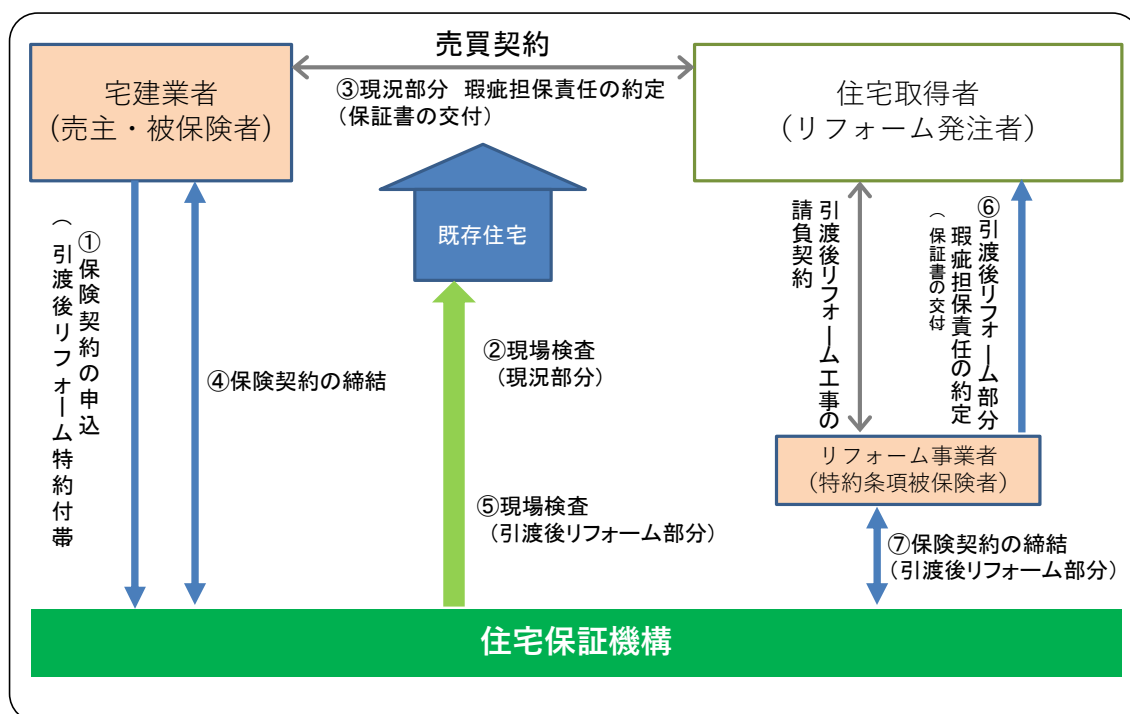 売買契約
宅建業者
(売主・被保険者)
③現況部分 瑕疵担保責任の約定
(保証書の交付)
住宅取得者
(リフォーム発注者)
既存住宅
①保険契約の申込
(引渡後リフォーム特約付帯
④保険契約の締結
②現場検査
(現況部分)
引渡後リフォーム工事の
請負契約
⑥引渡後リフォーム部分
瑕疵担保責任の約定
(保証書の交付
リフォーム事業者
(特約条項被保険者)
⑤現場検査
(引渡後リフォーム部分)
⑦保険契約の締結
(引渡後リフォーム部分)
住宅保証機構